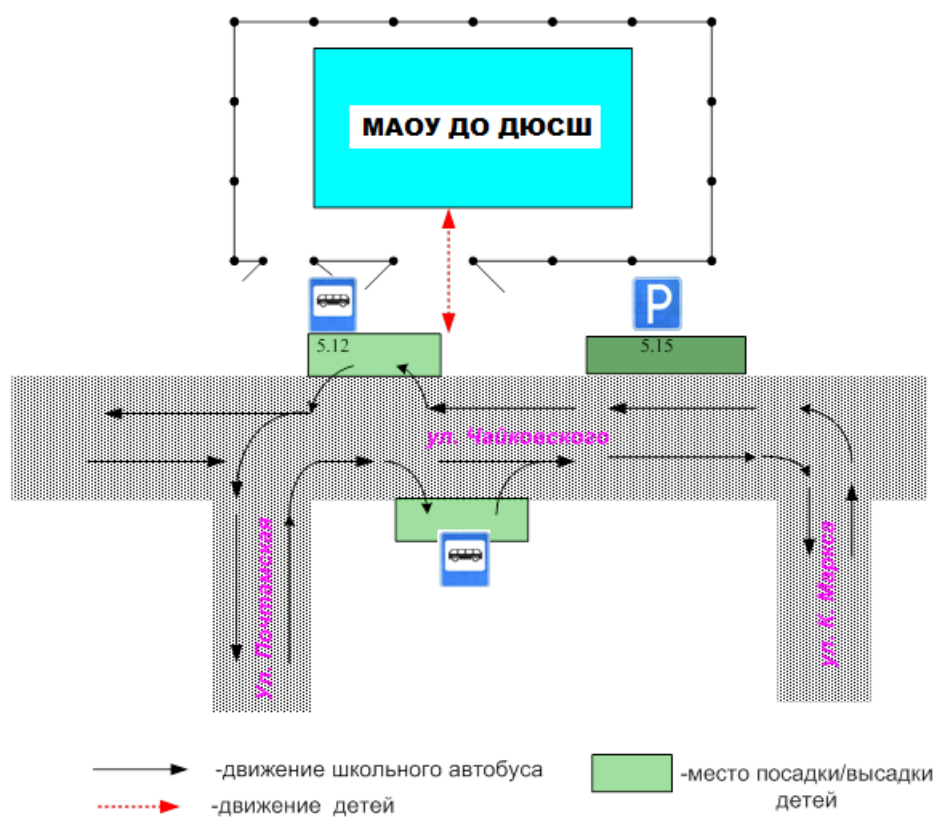 МАОУ ДО ДЮСШ
P
5.12
5.15
ул. Чайковского
Ул. Почтамская
ул. К. Маркса
-движение школьного автобуса
-движение детей
-место посадки/высадки
детей